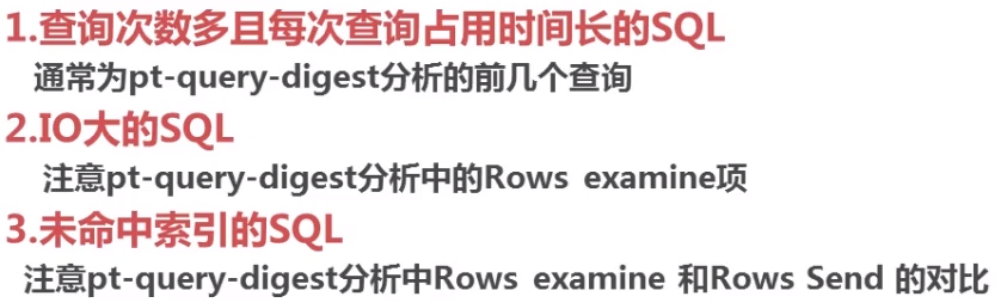 1.查询次数多且每次查询占用时间长的SQL
通常为pt-query-digest分析的前几个查询
2.IO大的SQL
注意pt-query-digest分析中的Rows examine项
3.未命中索引的SQL
注意pt-query-digest分析中Rows examine 和Rows Send 的对比